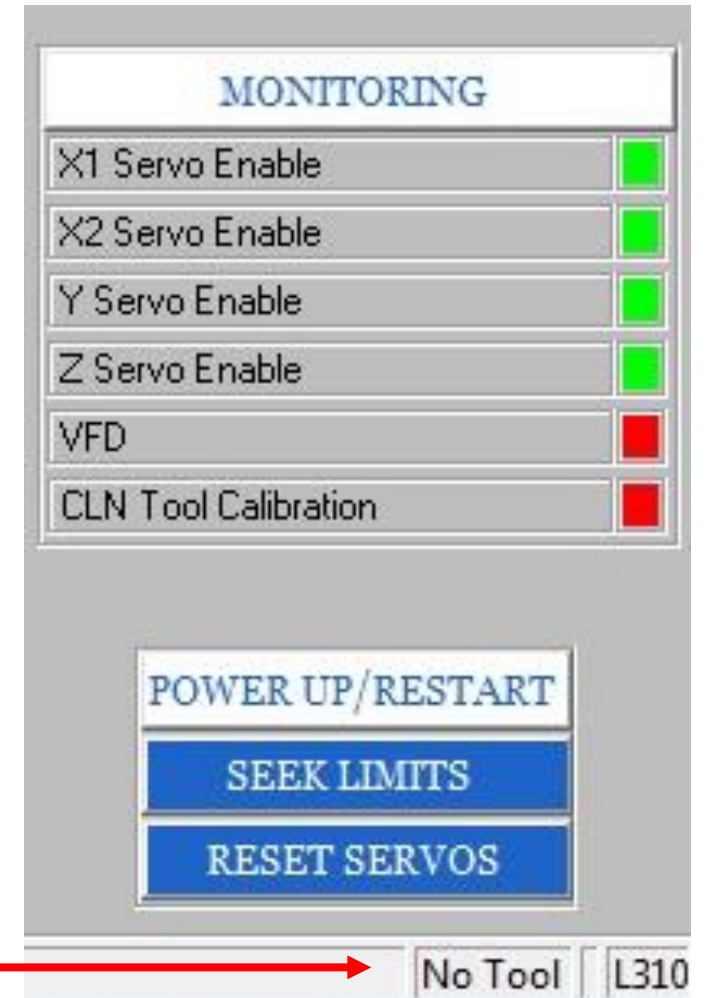 MONITORING
X1 Servo Enable
X2 Servo Enable
Y Servo Enable
Z Servo Enable
VFD
CLN Tool Calibration
POWER UP/RESTART
SEEK LIMITS
RESET SERVOS
No Tool L310